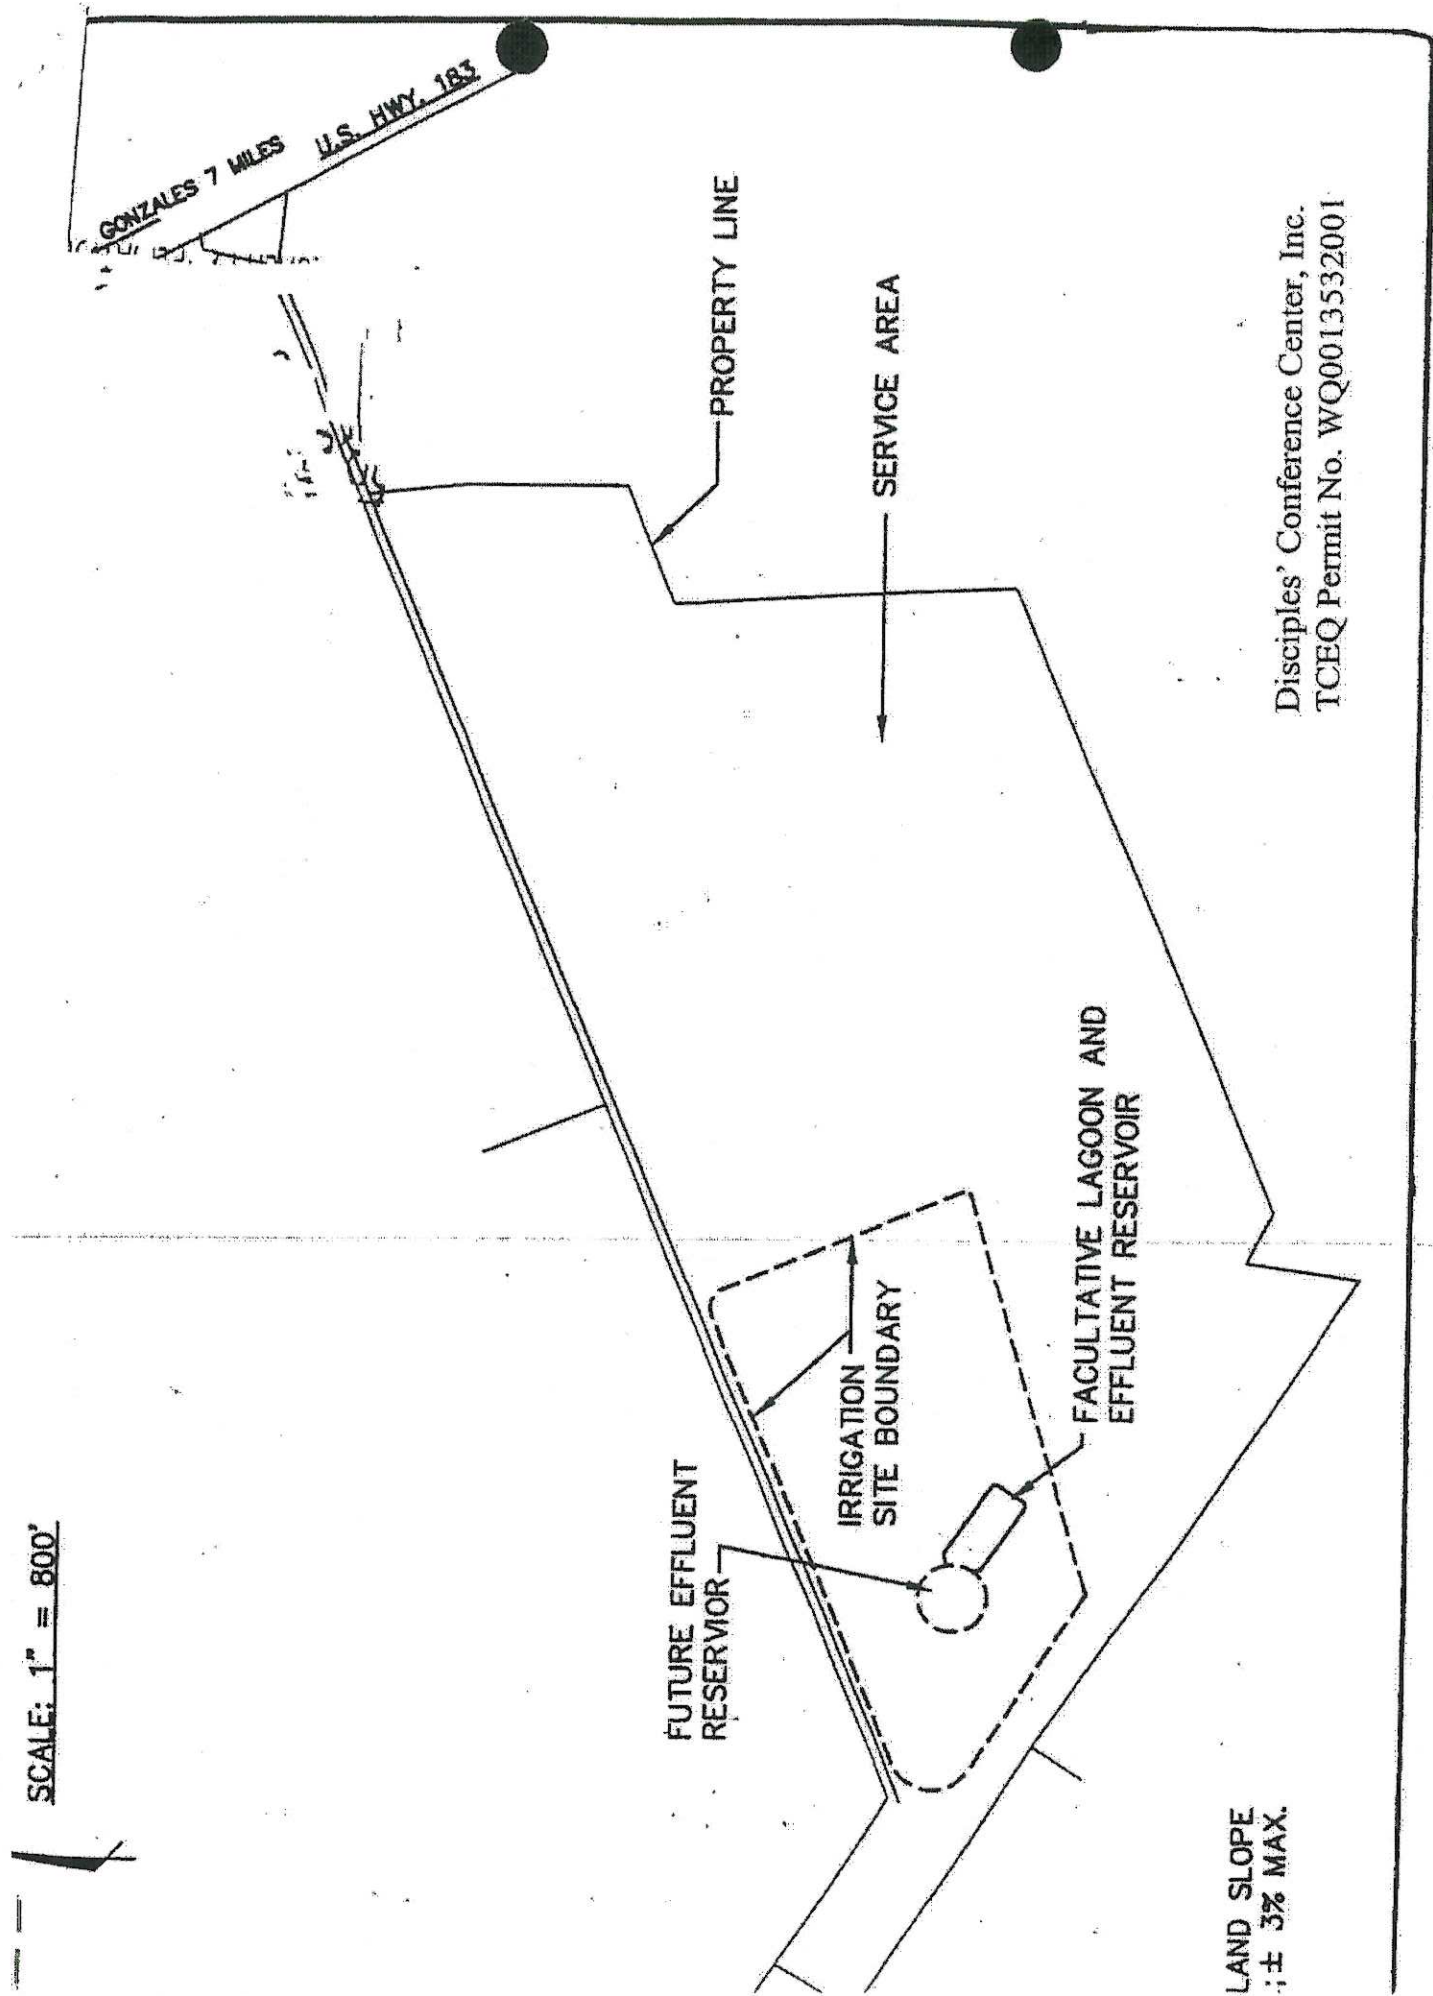 SCALE: 1" = 800'
GONZALES 7 MILES
U.S. HWY. 183
PROPERTY LINE
SERVICE AREA
FUTURE EFFLUENT
RESERVIOR
IRRIGATION
SITE BOUNDARY
FACULTATIVE LAGOON AND
EFFLUENT RESERVOIR
LAND SLOPE
± 3% MAX.
Disciples' Conference Center, Inc.
TCEQ Permit No. WQ0013532001